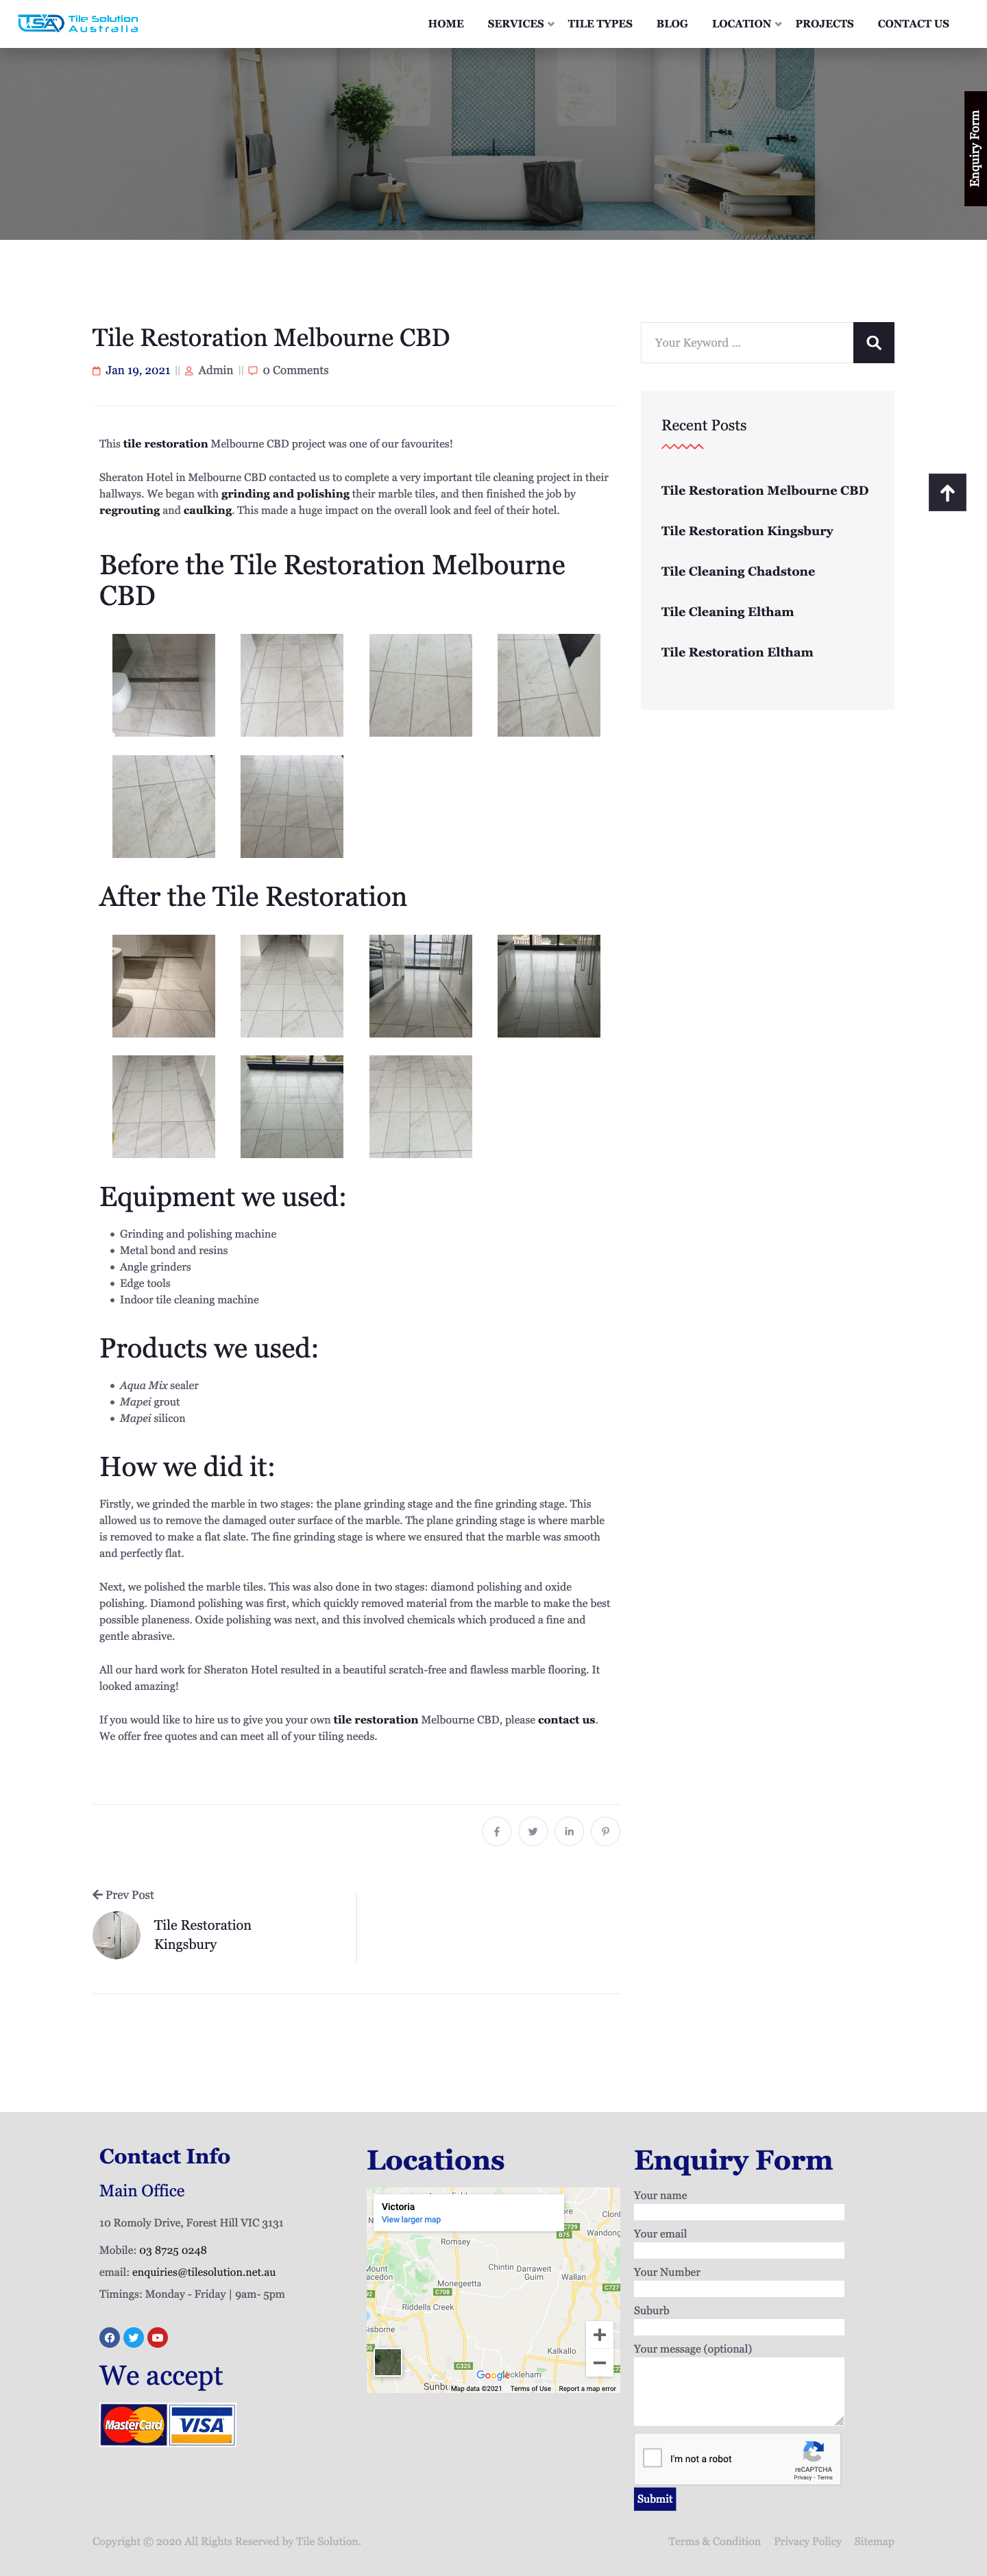 TSA Tile Solution
Australia
HOME SERVICES TILE TYPES BLOG LOCATION PROJECTS CONTACT US
Enquiry Form
Tile Restoration Melbourne CBD
Jan 19, 2021 || Admin || 0 Comments
This tile restoration Melbourne CBD project was one of our favourites!
Sheraton Hotel in Melbourne CBD contacted us to complete a very important tile cleaning project in their
hallways. We began with grinding and polishing their marble tiles, and then finished the job by
regrouting and caulking. This made a huge impact on the overall look and feel of their hotel.
Before the Tile Restoration Melbourne
CBD
After the Tile Restoration
Equipment we used:
• Grinding and polishing machine
• Metal bond and resins
• Angle grinders
• Edge tools
• Indoor tile cleaning machine
Products we used:
• Aqua Mix sealer
• Mapei grout
• Mapei silicon
How we did it:
Firstly, we grinded the marble in two stages: the plane grinding stage and the fine grinding stage. This
allowed us to remove the damaged outer surface of the marble. The plane grinding stage is where marble
is removed to make a flat slate. The fine grinding stage is where we ensured that the marble was smooth
and perfectly flat.
Next, we polished the marble tiles. This was also done in two stages: diamond polishing and oxide
polishing. Diamond polishing was first, which quickly removed material from the marble to make the best
possible planeness. Oxide polishing was next, and this involved chemicals which produced a fine and
gentle abrasive.
All our hard work for Sheraton Hotel resulted in a beautiful scratch-free and flawless marble flooring. It
looked amazing!
If you would like to hire us to give you your own tile restoration Melbourne CBD, please contact us.
We offer free quotes and can meet all of your tiling needs.
Prev Post
Tile Restoration
Kingsbury
Your Keyword ...
Recent Posts
Tile Restoration Melbourne CBD
Tile Restoration Kingsbury
Tile Cleaning Chadstone
Tile Cleaning Eltham
Tile Restoration Eltham
Contact Info
Main Office
10 Romoly Drive, Forest Hill VIC 3131
Mobile: 03 8725 0248
email: enquiries@tilesolution.net.au
Timings: Monday - Friday | 9am- 5pm
We accept
MasterCard VISA
Locations
Victoria
View larger map
C729
B75
Wandong
Romsey
Mount
Macedon
Chintin
Darraweit
Guim
Wallan
Monegeetta
C727
C708
Riddells Creek
Gisborne
Kalkallo
C325
Google
Map data ©2021 Terms of Use Report a map error
Enquiry Form
Your name
Your email
Your Number
Suburb
Your message (optional)
I'm not a robot
reCAPTCHA
Privacy - Terms
Submit
Copyright © 2020 All Rights Reserved by Tile Solution.
Terms & Condition Privacy Policy Sitemap